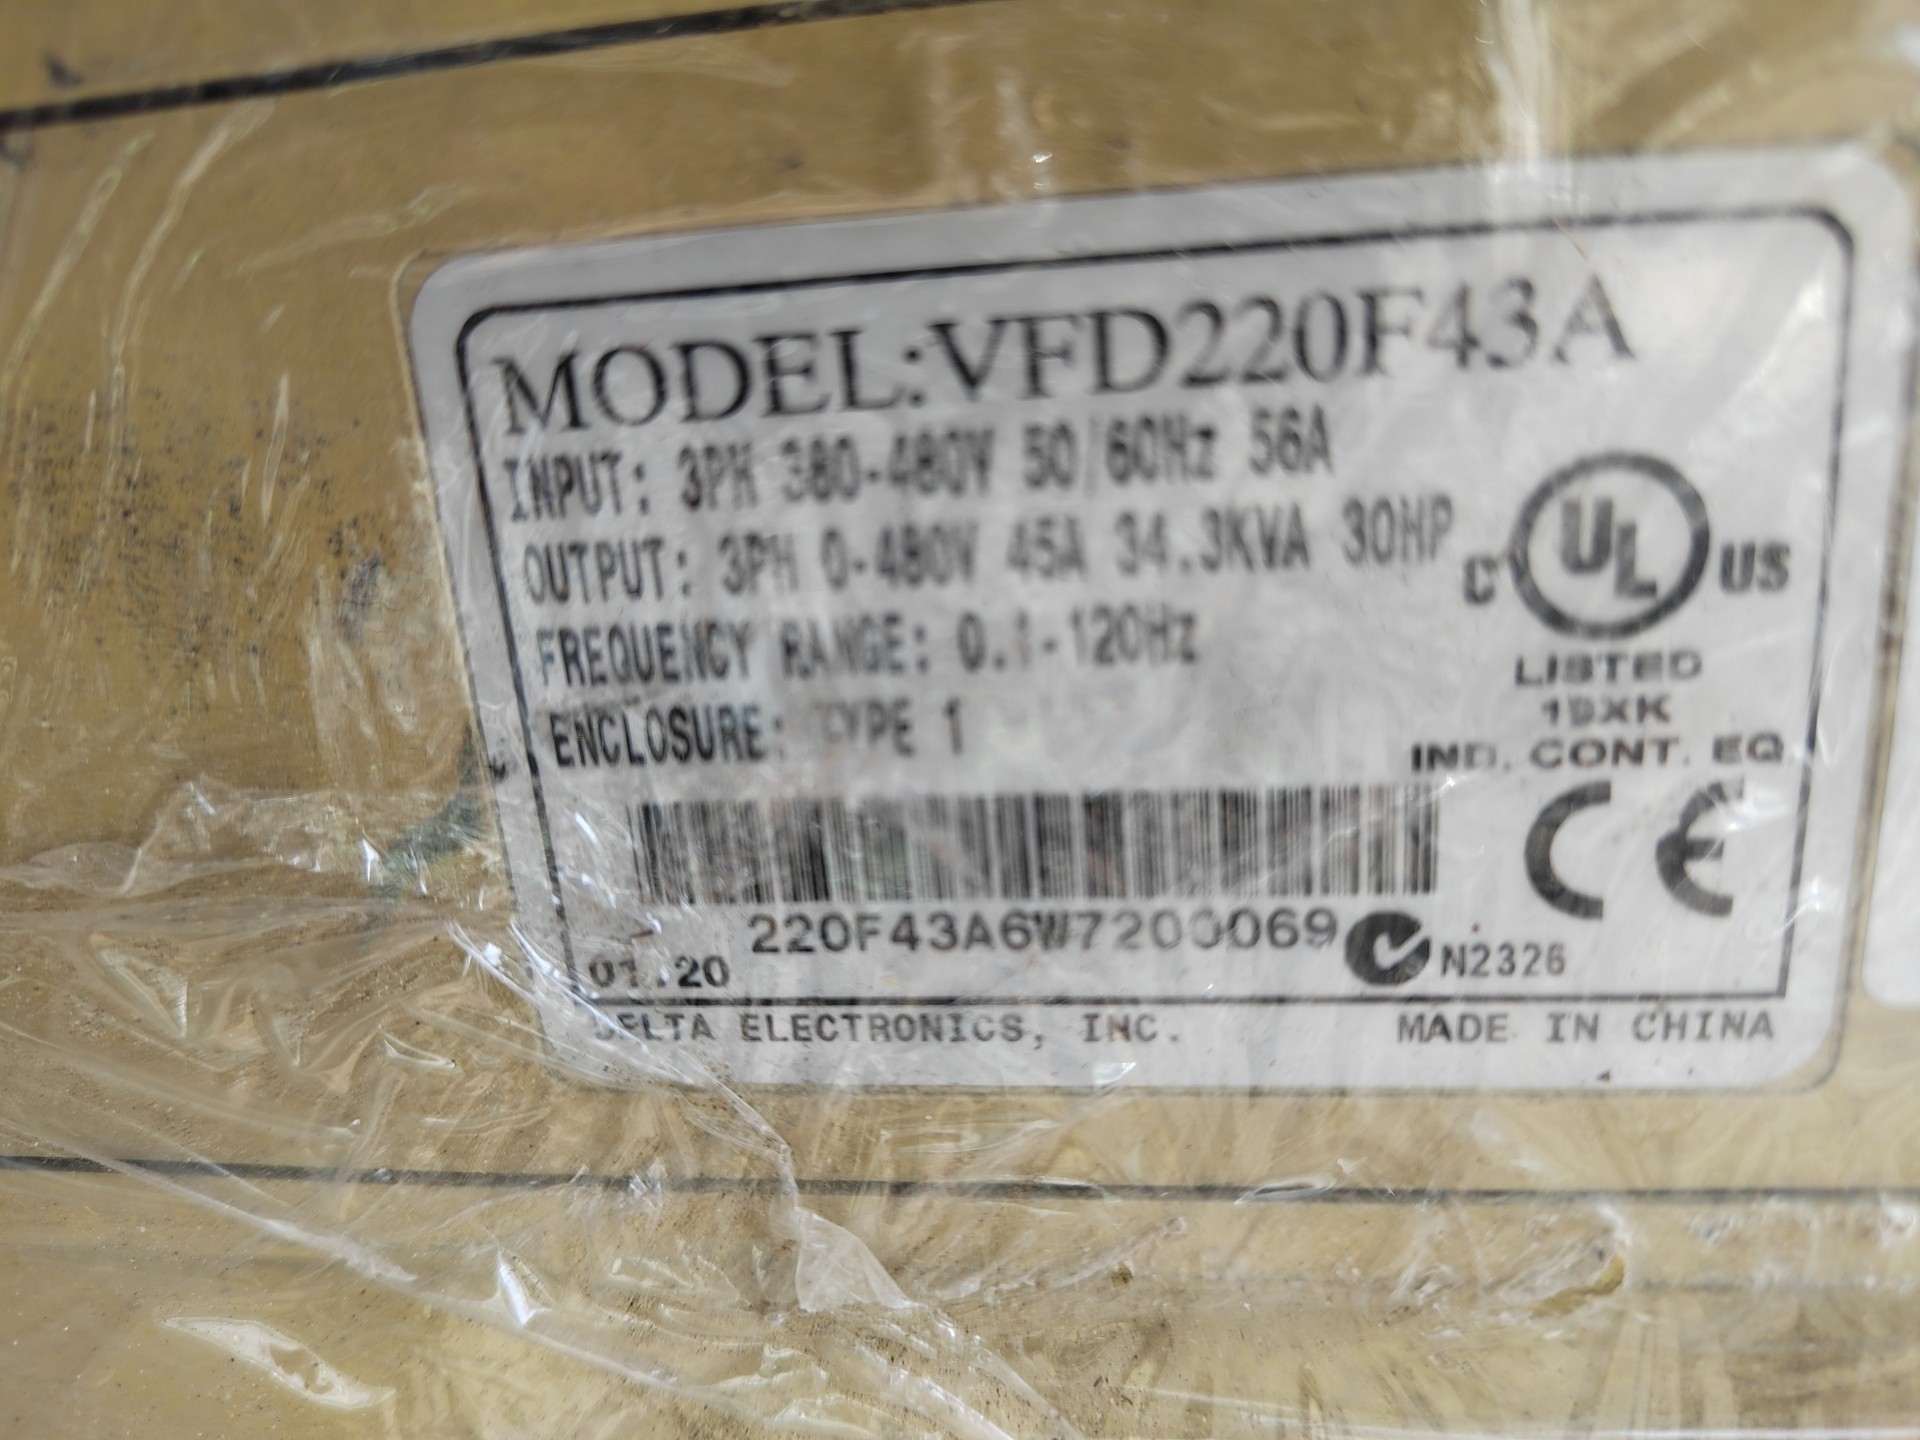 MODEL:VFD220F43A
INPUT: 3PH 380-480V 50/60Hz 56A
OUTPUT: 3PH 0-480V 45A 34.3KVA 30HP
FREQUENCY RANGE: 0.1-120Hz
ENCLOSURE: TYPE 1
C UL US
LISTED
19XK
IND. CONT. EQ
CE
220F43A6W7200069
N2326
DELTA ELECTRONICS, INC. MADE IN CHINA